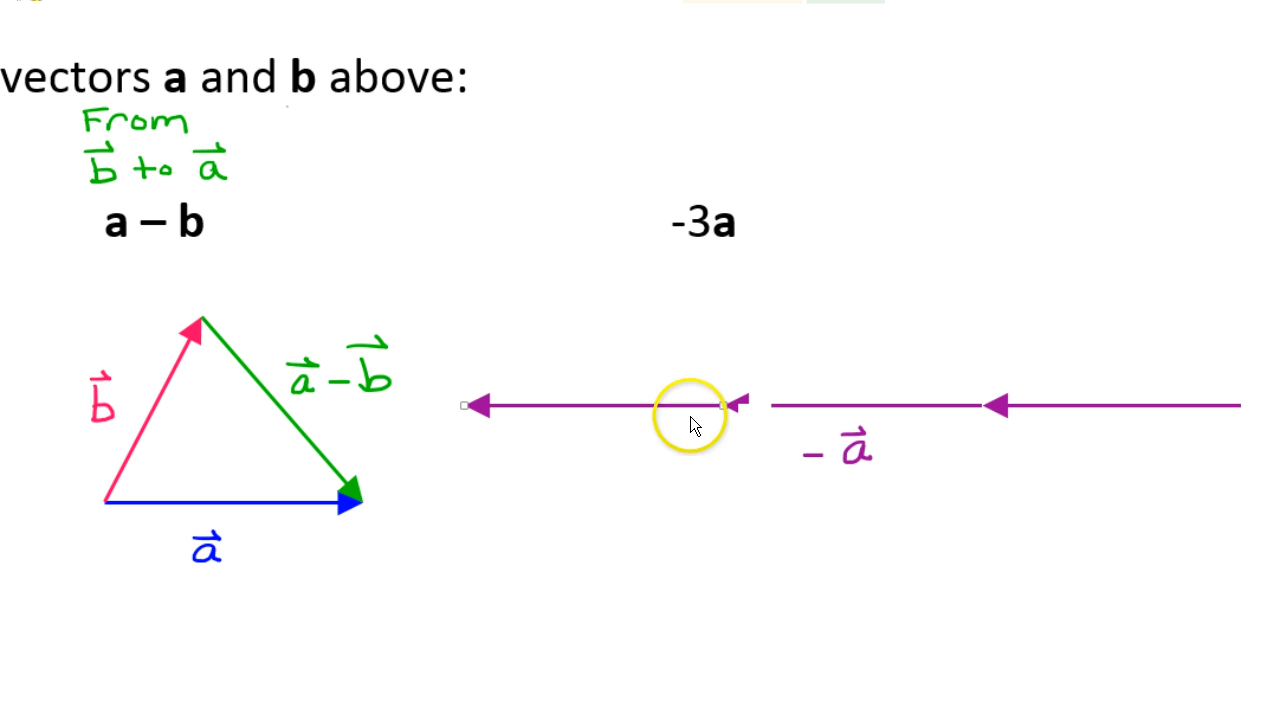 vectors a and b above:
From
b⃗ to a⃗
a – b
-3a
b⃗
a⃗ – b⃗
– a⃗
a⃗